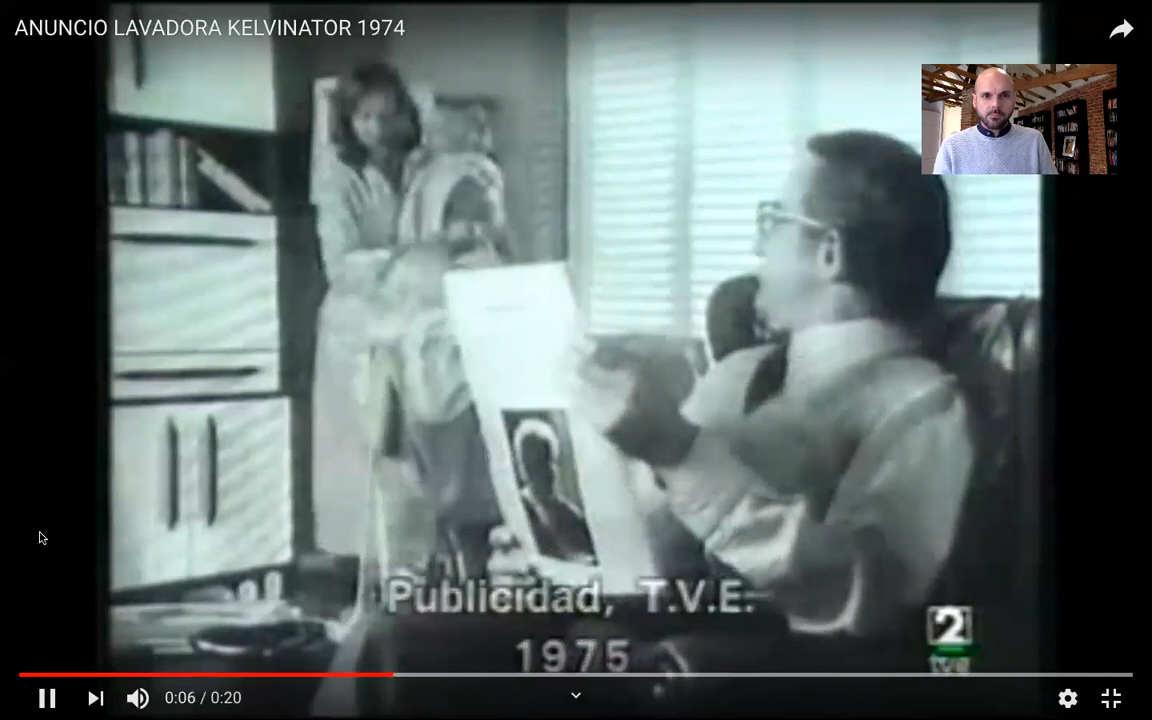 ANUNCIO LAVADORA KELVINATOR 1974
Publicidad, T.V.E.
1975
2
tve
0:06 / 0:20